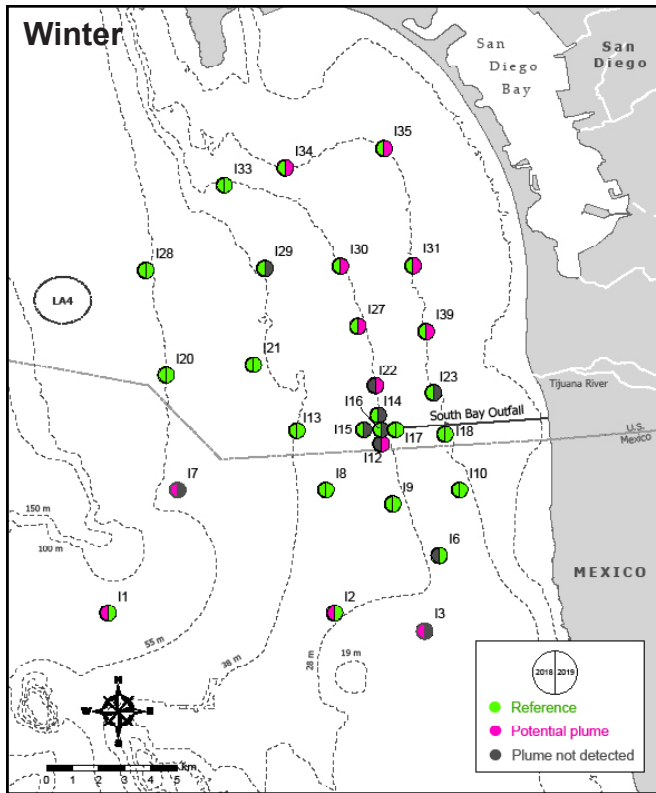 Winter
San
Diego
Bay
San
Diego
I35
I34
I33
I28
I29
I30
I31
LA4
I27
I39
I21
I20
I22
I23
Tijuana River
I16
I14
South Bay Outfall
I13
I15
I17
I18
U.S.
Mexico
I12
I7
I8
I9
I10
150 m
100 m
I6
MEXICO
I1
I2
I3
55 m
38 m
28 m
19 m
N
W
E
S
2018
2019
Reference
Potential plume
Plume not detected
0 1 2 3 4 5 km